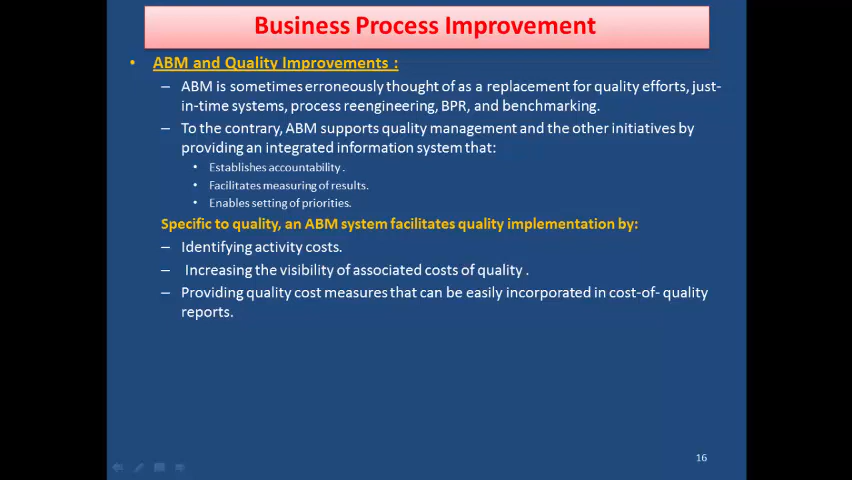 Business Process Improvement
• ABM and Quality Improvements :
– ABM is sometimes erroneously thought of as a replacement for quality efforts, just-
in-time systems, process reengineering, BPR, and benchmarking.
– To the contrary, ABM supports quality management and the other initiatives by
providing an integrated information system that:
• Establishes accountability .
• Facilitates measuring of results.
• Enables setting of priorities.
Specific to quality, an ABM system facilitates quality implementation by:
– Identifying activity costs.
– Increasing the visibility of associated costs of quality .
– Providing quality cost measures that can be easily incorporated in cost-of- quality
reports.
16